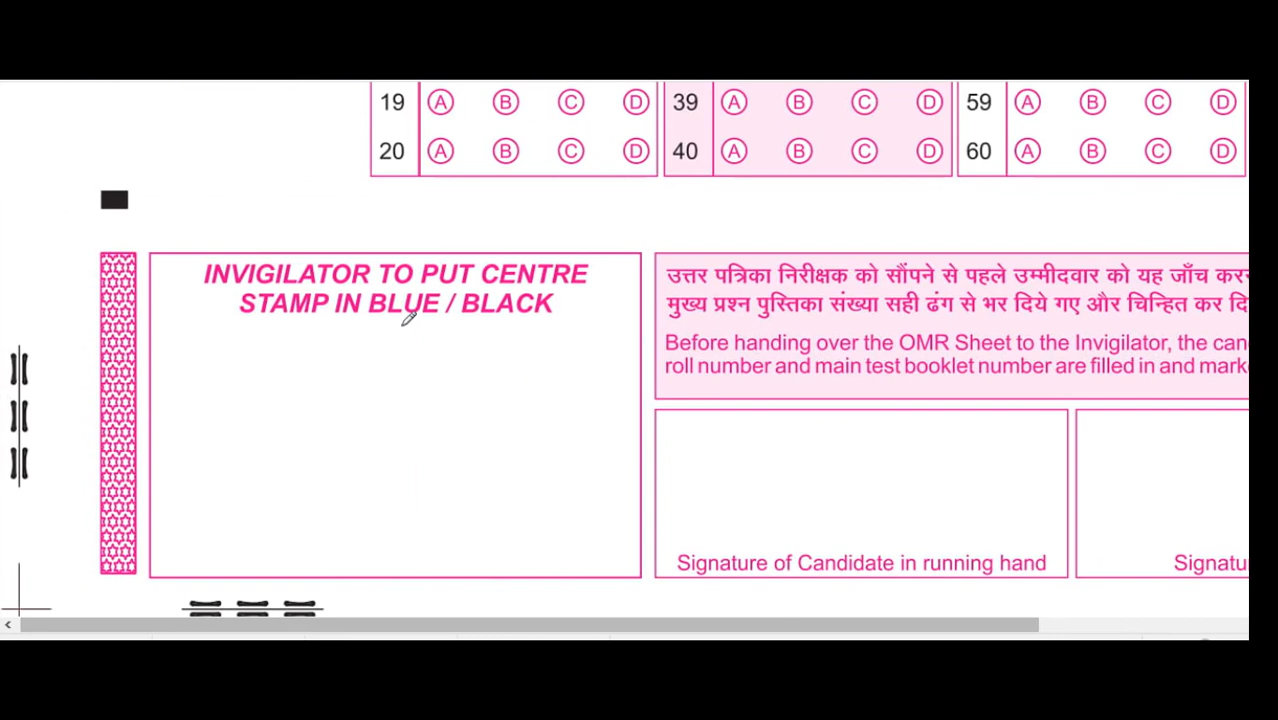 19 A B C D 39 A B C D 59 A B C D
20 A B C D 40 A B C D 60 A B C D
INVIGILATOR TO PUT CENTRE
STAMP IN BLUE / BLACK
उत्तर पत्रिका निरीक्षक को सौंपने से पहले उम्मीदवार को यह जाँच
मुख्य प्रश्न पुस्तिका संख्या सही ढंग से भर दिये गए और चिन्हित कर
Before handing over the OMR Sheet to the Invigilator, the
roll number and main test booklet number are filled in and
Signature of Candidate in running hand